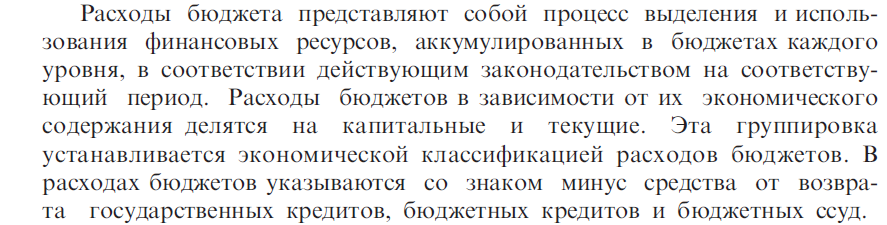 Расходы бюджета представляют собой процесс выделения и исполь-
зования финансовых ресурсов, аккумулированных в бюджетах каждого
уровня, в соответствии действующим законодательством на соответству-
ющий период. Расходы бюджетов в зависимости от их экономического
содержания делятся на капитальные и текущие. Эта группировка
устанавливается экономической классификацией расходов бюджетов. В
расходах бюджетов указываются со знаком минус средства от возвра-
та государственных кредитов, бюджетных кредитов и бюджетных ссуд.